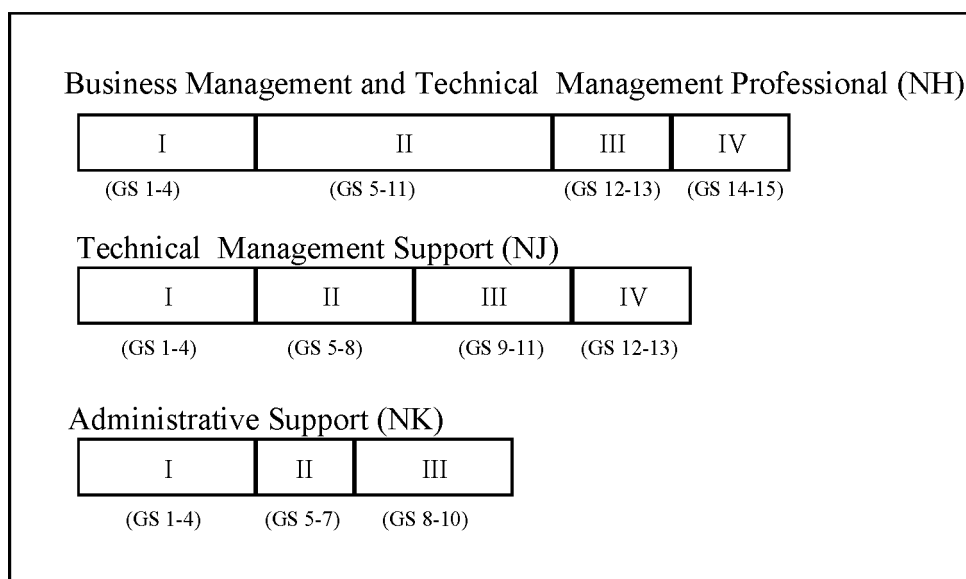 Business Management and Technical Management Professional (NH)
I II III IV
(GS 1-4) (GS 5-11) (GS 12-13) (GS 14-15)
Technical Management Support (NJ)
I II III IV
(GS 1-4) (GS 5-8) (GS 9-11) (GS 12-13)
Administrative Support (NK)
I II III
(GS 1-4) (GS 5-7) (GS 8-10)